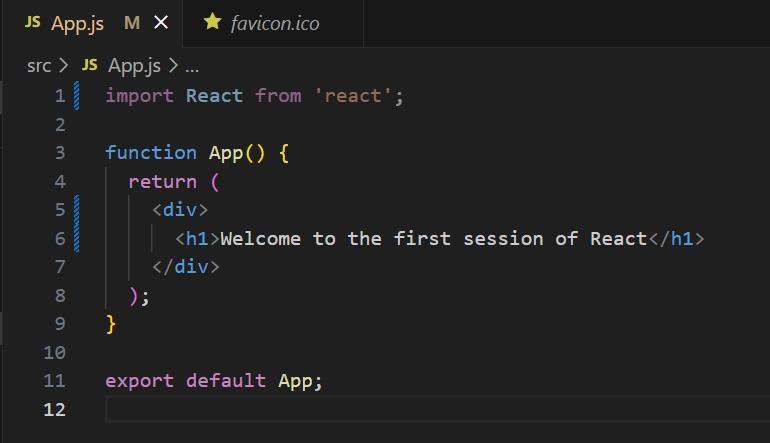 JS App.js M × favicon.ico
src > JS App.js > ...
1 import React from 'react';
2
3 function App() {
4   return (
5     <div>
6       <h1>Welcome to the first session of React</h1>
7     </div>
8   );
9 }
10
11 export default App;
12